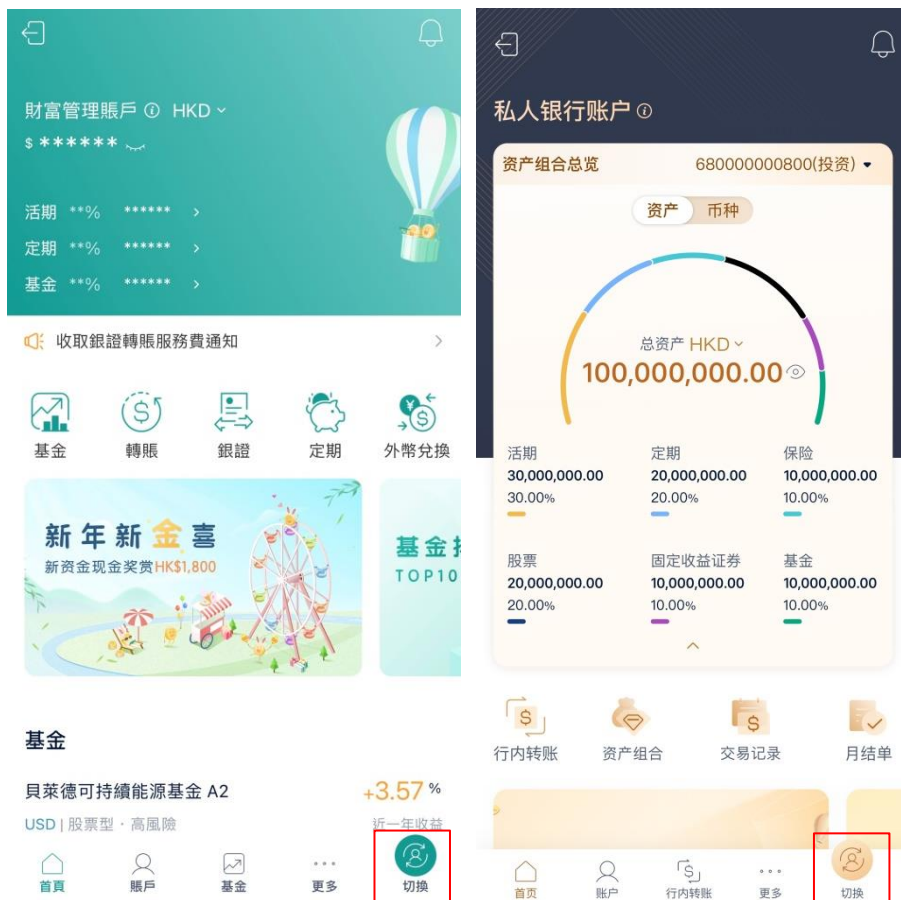 財富管理賬戶 HKD
$ ******
活期 **% ******
定期 **% ******
基金 **% ******
收取銀證轉賬服務費通知
基金
轉賬
銀證
定期
外幣兌換
新年新金喜
新资金现金奖赏HK$1,800
TOP10
基金
貝萊德可持續能源基金 A2
+3.57 %
USD | 股票型 · 高風險
近一年收益
首頁
賬戶
基金
更多
切换
私人银行账户
资产组合总览
680000000800(投资)
资产
币种
总资产 HKD
100,000,000.00
活期
定期
保险
30,000,000.00
20,000,000.00
10,000,000.00
30.00%
20.00%
10.00%
股票
固定收益证券
基金
20,000,000.00
10,000,000.00
10,000,000.00
20.00%
10.00%
10.00%
行内转账
资产组合
交易记录
月结单
首页
账户
行内转账
更多
切换